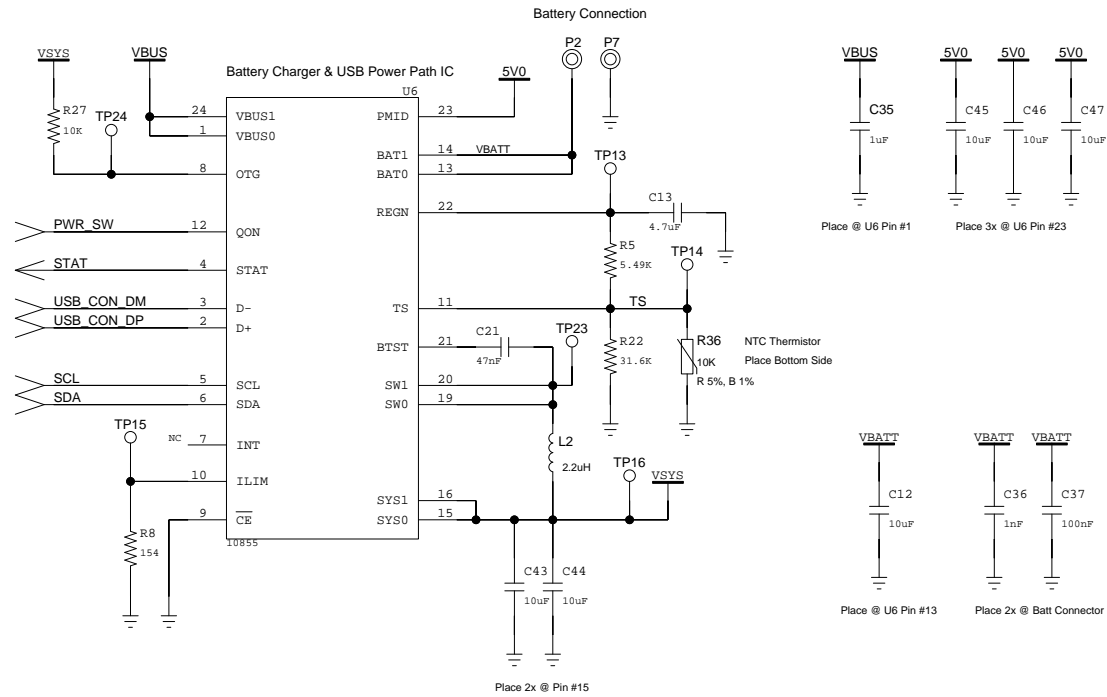 Battery Connection
P2 P7
VSYS VBUS
Battery Charger & USB Power Path IC
U6
5V0
R27
10K
TP24
24 VBUS1
1 VBUS0
8 OTG
PWR_SW 12 QON
STAT 4 STAT
USB_CON_DM 3 D-
USB_CON_DP 2 D+
SCL 5 SCL
SDA 6 SDA
TP15
NC 7 INT
10 ILIM
9 CE
R8
154
10855
PMID 23
BAT1 14 VBATT
BAT0 13
TP13
REGN 22
C13
4.7uF
R5
5.49K
TP14
TS 11 TS
C21
47nF
TP23
R22
31.6K
R36
10K
R 5%, B 1%
NTC Thermistor
Place Bottom Side
BTST 21
SW1 20
SW0 19
L2
2.2uH
TP16
VSYS
SYS1 16
SYS0 15
C43
10uF
C44
10uF
Place 2x @ Pin #15
VBUS
C35
1uF
Place @ U6 Pin #1
5V0 5V0 5V0
C45 C46 C47
10uF 10uF 10uF
Place 3x @ U6 Pin #23
VBATT
C12
10uF
Place @ U6 Pin #13
VBATT VBATT
C36 C37
1nF 100nF
Place 2x @ Batt Connector